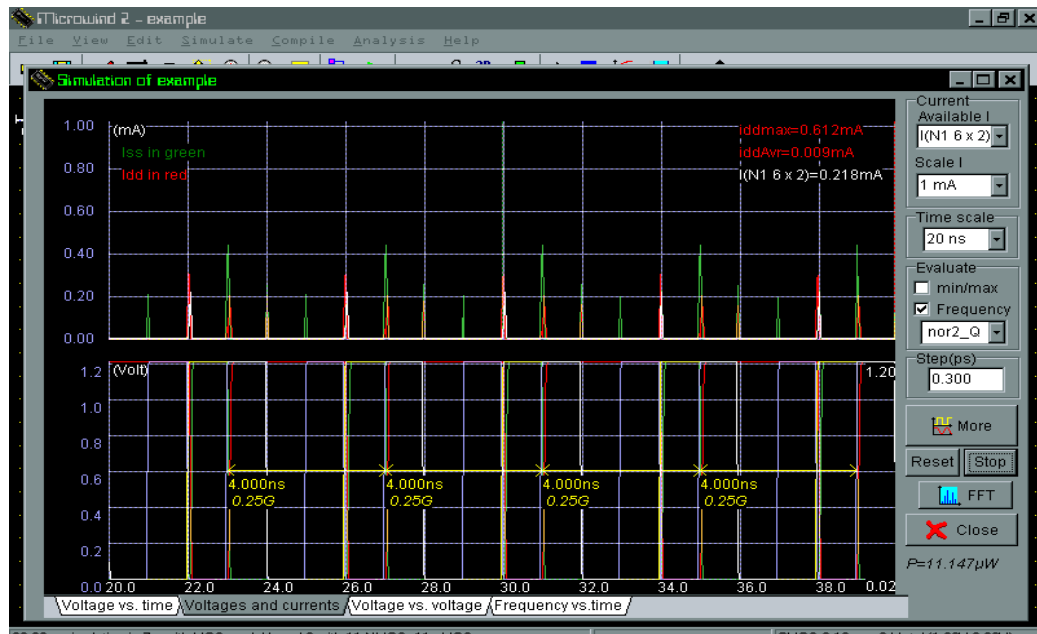 Microwind 2 - example
File View Edit Simulate Compile Analysis Help
Simulation of example
1.00
0.80
0.60
0.40
0.20
0.00
(mA)
Iss in green
Idd in red
iddmax=0.612mA
iddAvr=0.009mA
I(N1 6 x 2)=0.218mA
(Volt)
1.20
1.2
1.0
0.8
0.6
0.4
0.2
0.0
4.000ns 4.000ns 4.000ns 4.000ns
0.25G 0.25G 0.25G 0.25G
20.0 22.0 24.0 26.0 28.0 30.0 32.0 34.0 36.0 38.0 0.02
Voltage vs. time Voltages and currents Voltage vs. voltage Frequency vs.time
Current
Available I
I(N1 6 x 2)
Scale I
1 mA
Time scale
20 ns
Evaluate
min/max
Frequency
nor2_Q
Step(ps)
0.300
More
Reset Stop
FFT
Close
P=11.147µW